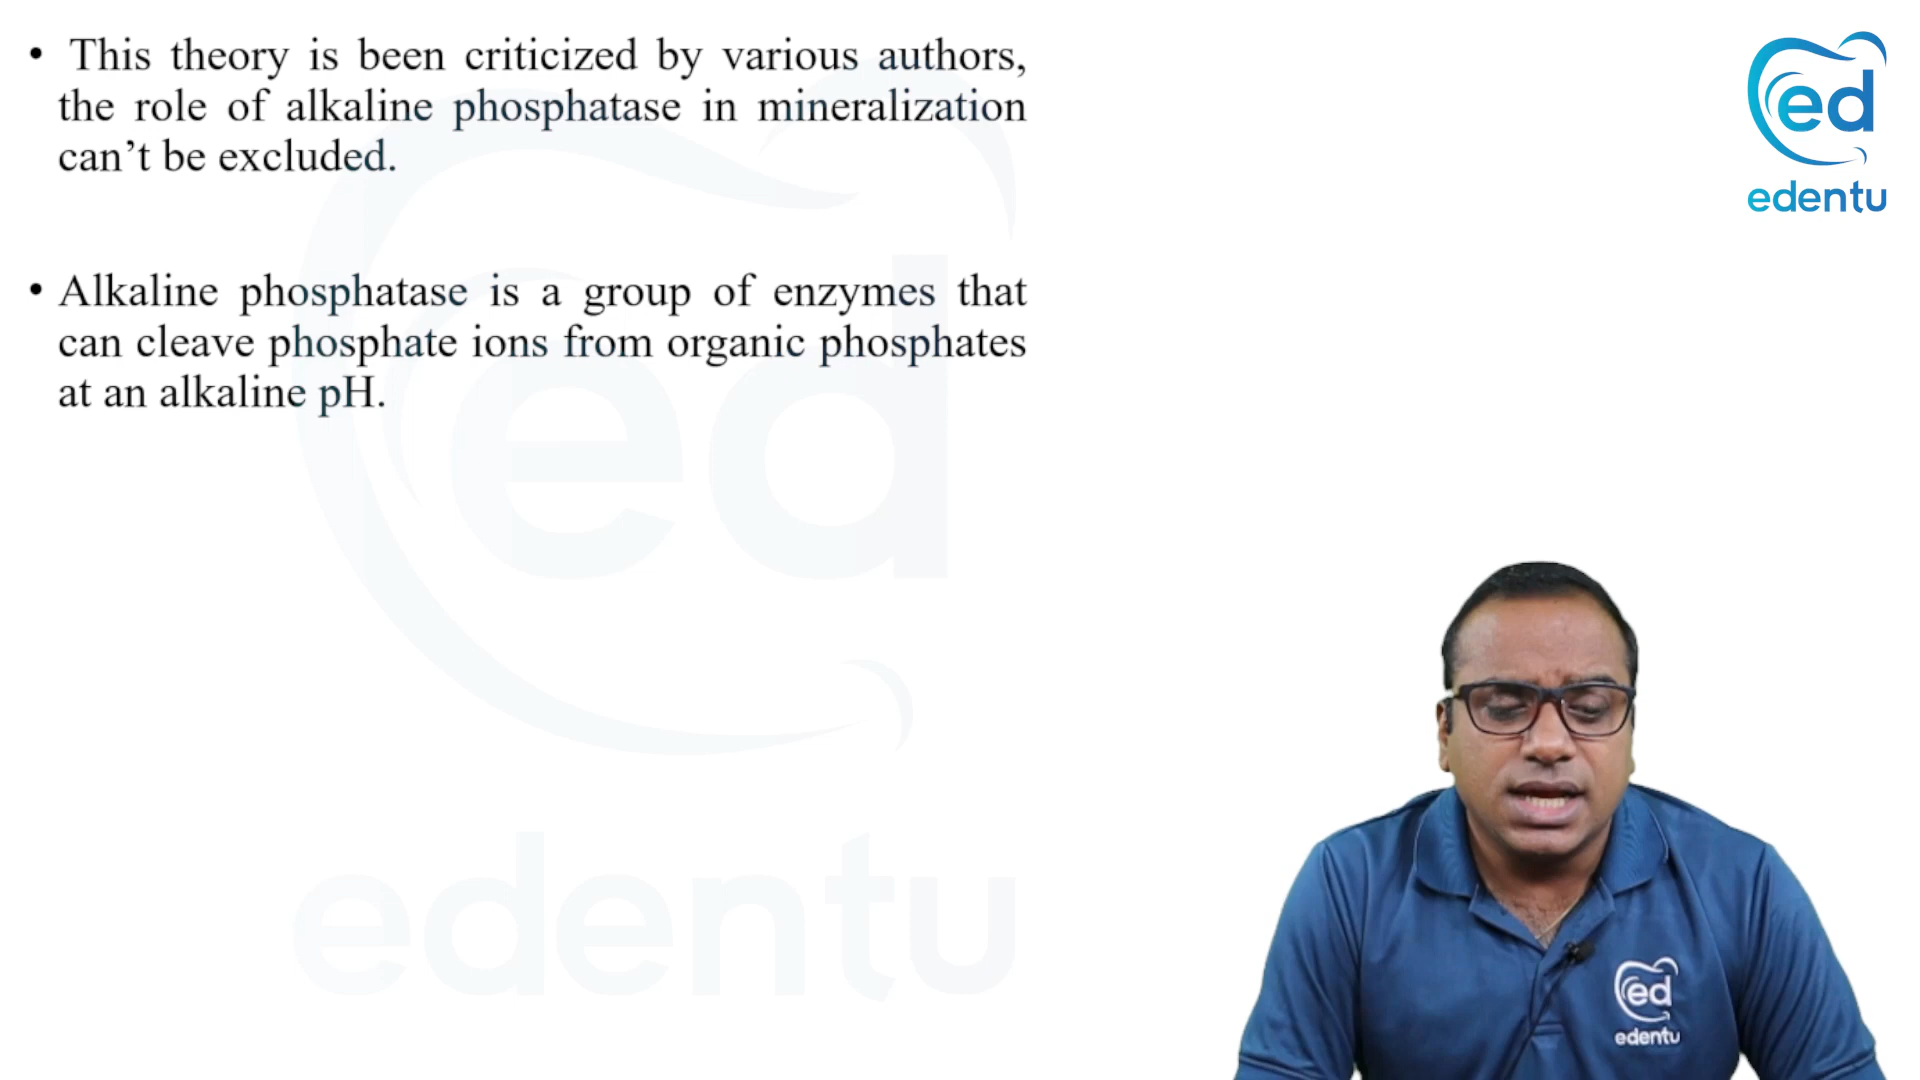 • This theory is been criticized by various authors,
the role of alkaline phosphatase in mineralization
can’t be excluded.
• Alkaline phosphatase is a group of enzymes that
can cleave phosphate ions from organic phosphates
at an alkaline pH.
ed
edentu
ed
edentu
ed
edentu